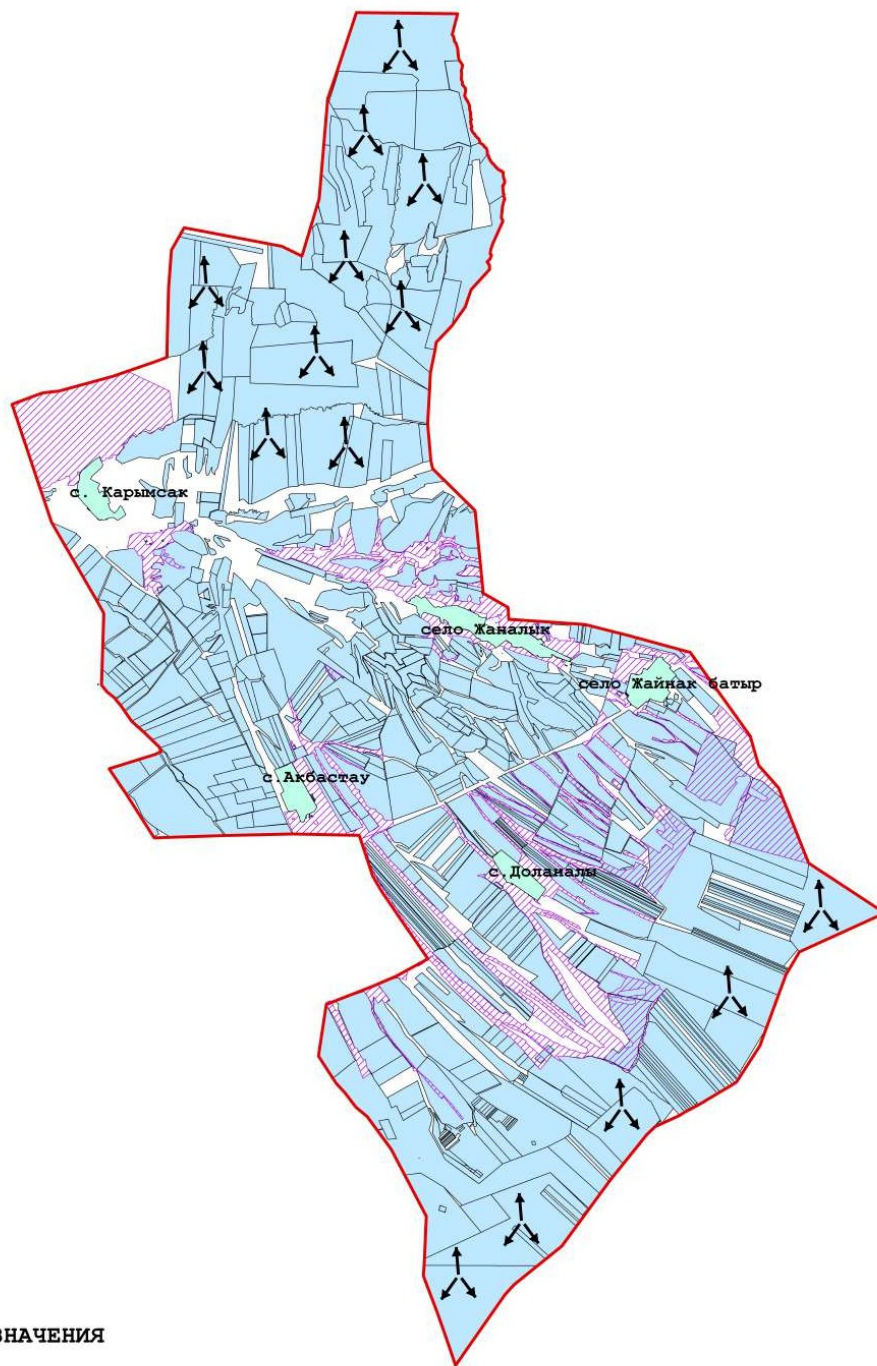 с. Карымсак
село Жаналык
село Жайнак батыр
с.Акбастау
с.Доланалы
ЗНАЧЕНИЯ